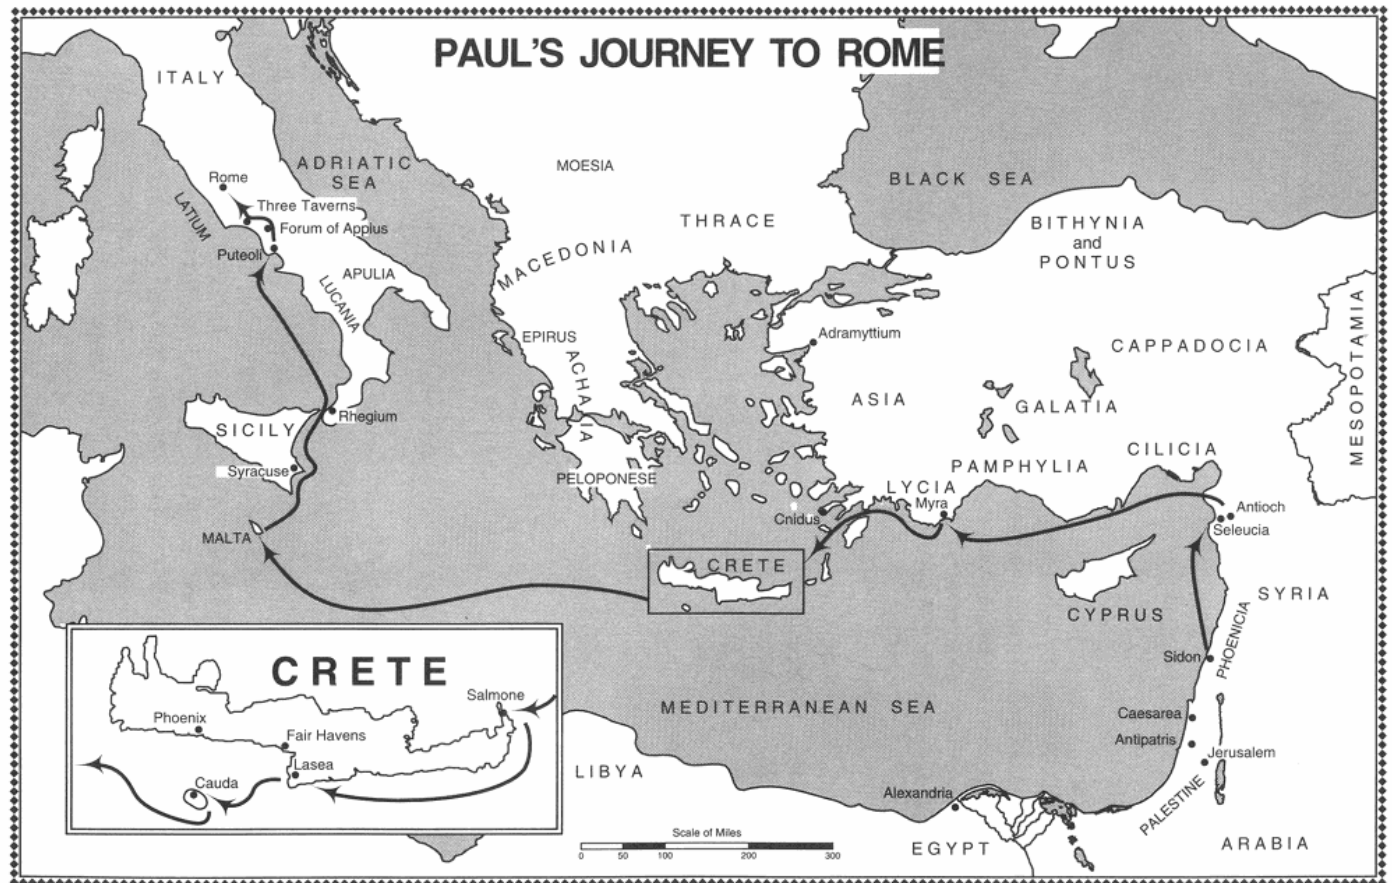 PAUL'S JOURNEY TO ROME
ITALY
ADRIATIC
SEA
MOESIA
BLACK SEA
Rome
LATIUM
Three Taverns
Forum of Appius
Puteoli
APULIA
LUCANIA
MACEDONIA
THRACE
BITHYNIA
and
PONTUS
MESOPOTAMIA
EPIRUS
ACHAIA
Adramyttium
CAPPADOCIA
ASIA
GALATIA
Rhegium
SICILY
Syracuse
PELOPONESE
PAMPHYLIA
CILICIA
LYCIA
Myra
Cnidus
Antioch
Seleucia
MALTA
CRETE
CYPRUS
SYRIA
PHOENICIA
Sidon
MEDITERRANEAN SEA
Caesarea
Antipatris
Jerusalem
PALESTINE
LIBYA
Alexandria
EGYPT
ARABIA
CRETE
Salmone
Phoenix
Fair Havens
Lasea
Cauda
Scale of Miles
0 50 100 200 300